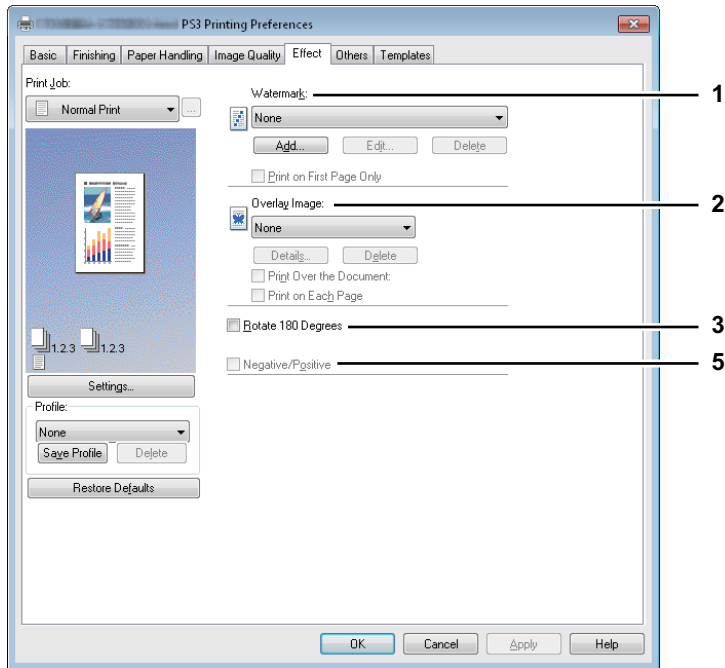 PS3 Printing Preferences
Basic Finishing Paper Handling Image Quality Effect Others Templates
Print Job:
Normal Print ...
1.2.3 1.2.3
Settings...
Profile:
None
Save Profile Delete
Restore Defaults
Watermark: 1
None
Add... Edit... Delete
Print on First Page Only
Overlay Image: 2
None
Details... Delete
Print Over the Document:
Print on Each Page
Rotate 180 Degrees 3
Negative/Positive 5
OK Cancel Apply Help